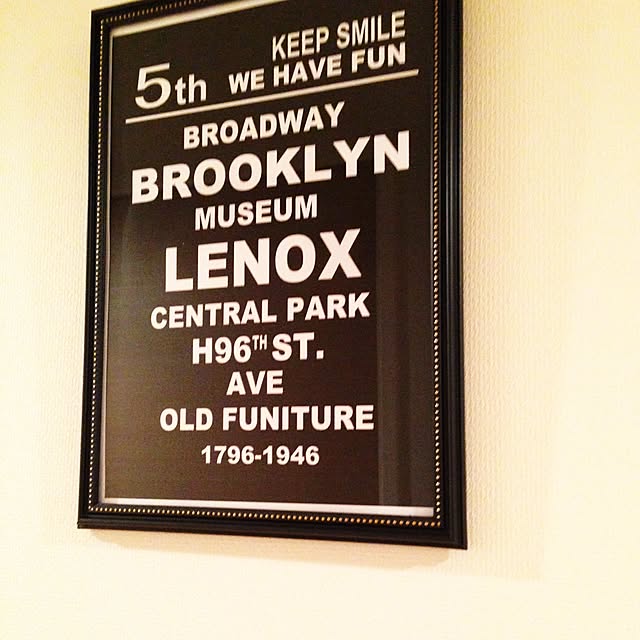 KEEP SMILE
5th WE HAVE FUN
BROADWAY
BROOKLYN
MUSEUM
LENOX
CENTRAL PARK
H96TH ST.
AVE
OLD FUNITURE
1796-1946